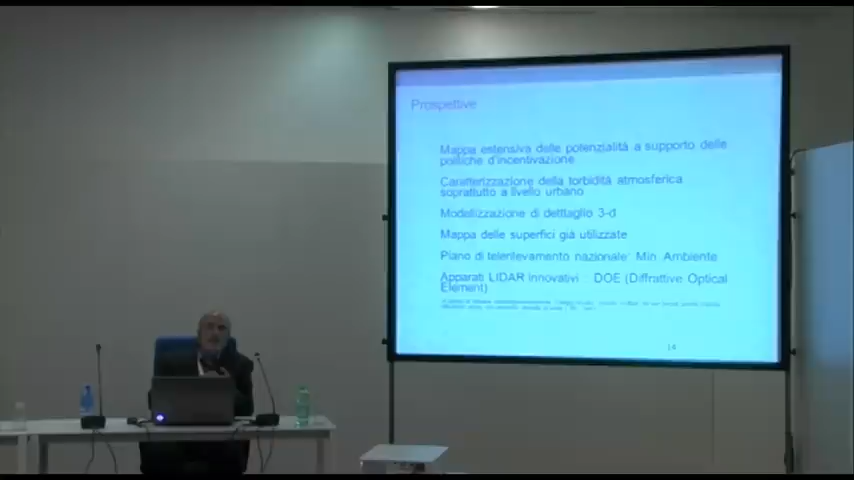 Prospettive
Mappa estensiva delle potenzialità a supporto delle
politiche d'incentivazione
Caratterizzazione della torbidità atmosferica
soprattutto a livello urbano
Modellizzazione di detttaglio 3-d
Mappa delle superfici già utilizzate
Piano di telerilevamento nazionale Min. Ambiente
Apparati LIDAR innovativi DOE (Diffrattive Optical
Element)
14